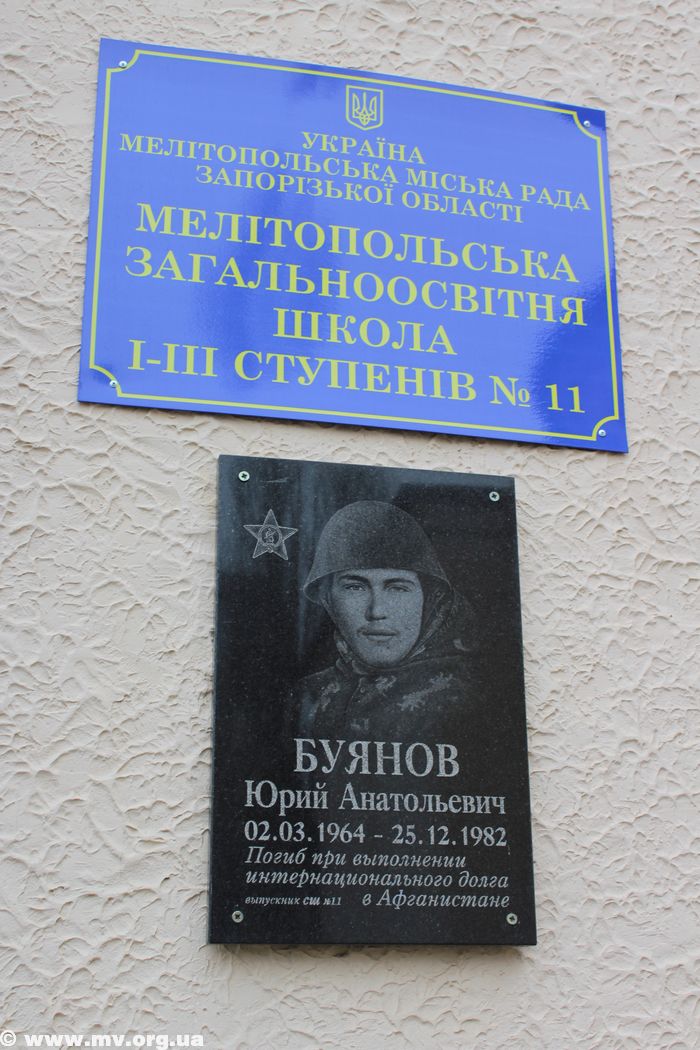 УКРАЇНА
МЕЛІТОПОЛЬСЬКА МІСЬКА РАДА
ЗАПОРІЗЬКОЇ ОБЛАСТІ
МЕЛІТОПОЛЬСЬКА
ЗАГАЛЬНООСВІТНЯ
ШКОЛА
І-ІІІ СТУПЕНІВ № 11
БУЯНОВ
Юрий Анатольевич
02.03.1964 - 25.12.1982
Погиб при выполнении
интернационального долга
выпускник СШ №11 в Афганистане
© www.mv.org.ua